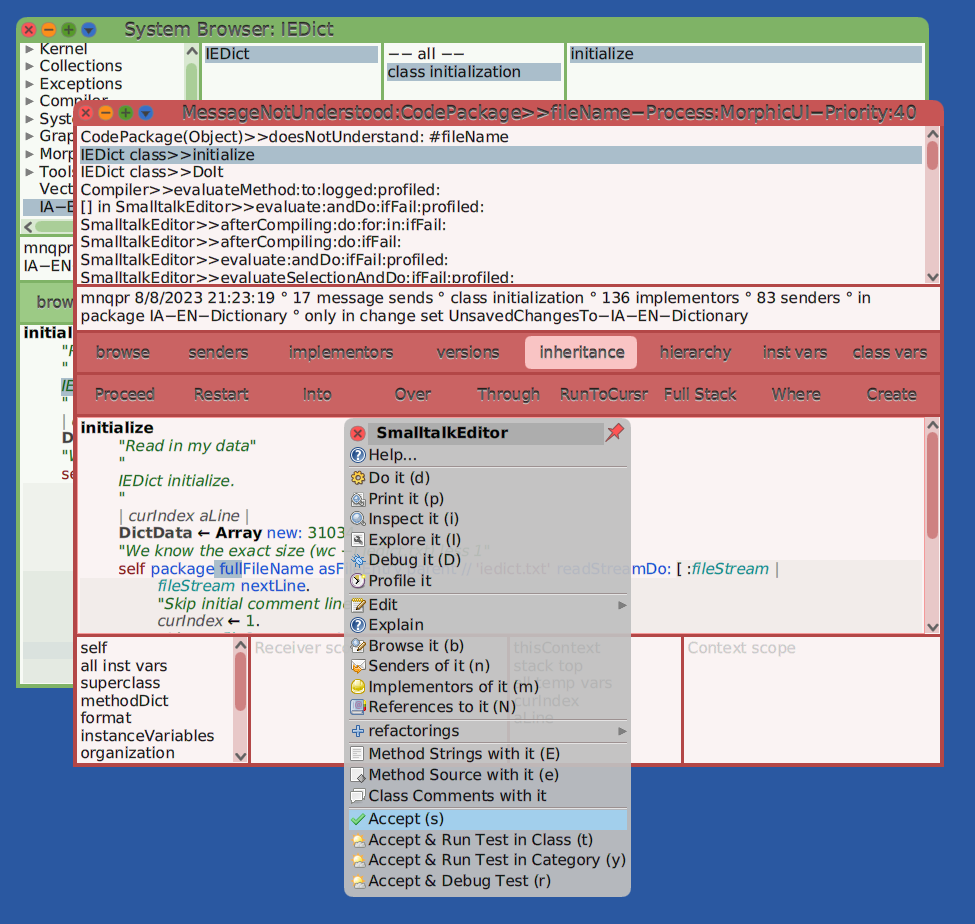 System Browser: IEDict
Kernel
Collections
Exceptions
Compiler
IEDict
−− all −−
class initialization
initialize
MessageNotUnderstood:CodePackage>>fileName−Process:MorphicUI−Priority:40
Syst
Grap
Morp
Tools
Vect
IA−E
mnqpr
IA−EN
brow
initial
CodePackage(Object)>>doesNotUnderstand: #fileName
IEDict class>>initialize
IEDict class>>DoIt
Compiler>>evaluateMethod:to:logged:profiled:
[] in SmalltalkEditor>>evaluate:andDo:ifFail:profiled:
SmalltalkEditor>>afterCompiling:do:for:in:ifFail:
SmalltalkEditor>>afterCompiling:do:ifFail:
SmalltalkEditor>>evaluate:andDo:ifFail:profiled:
SmalltalkEditor>>evaluateSelectionAndDo:ifFail:profiled:
mnqpr 8/8/2023 21:23:19 ° 17 message sends ° class initialization ° 136 implementors ° 83 senders ° in
package IA−EN−Dictionary ° only in change set UnsavedChangesTo−IA−EN−Dictionary
browse senders implementors versions inheritance hierarchy inst vars class vars
Proceed Restart Into Over Through RunToCursr Full Stack Where Create
initialize
"Read in my data"
"
IEDict initialize.
"
| curIndex aLine |
DictData ← Array new: 3103
"We know the exact size (wc
self package fullFileName asF
'iedict.txt' readStreamDo: [ :fileStream |
fileStream nextLine.
"Skip initial comment line
curIndex ← 1.
SmalltalkEditor
Help...
Do it (d)
Print it (p)
Inspect it (i)
Explore it (I)
Debug it (D)
Profile it
Edit
Explain
Browse it (b)
Senders of it (n)
Implementors of it (m)
References to it (N)
refactorings
Method Strings with it (E)
Method Source with it (e)
Class Comments with it
Accept (s)
Accept & Run Test in Class (t)
Accept & Run Test in Category (y)
Accept & Debug Test (r)
self
all inst vars
superclass
methodDict
format
instanceVariables
organization
Receiver sc
thisContext
stack top
all temp vars
curIndex
aLine
Context scope